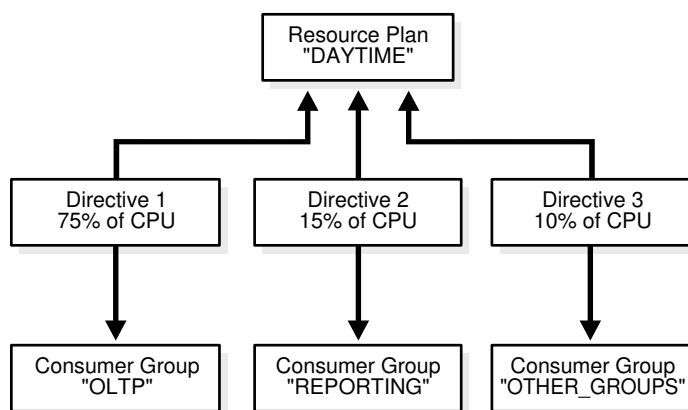 Resource Plan
"DAYTIME"
Directive 1
75% of CPU
Directive 2
15% of CPU
Directive 3
10% of CPU
Consumer Group
"OLTP"
Consumer Group
"REPORTING"
Consumer Group
"OTHER_GROUPS"